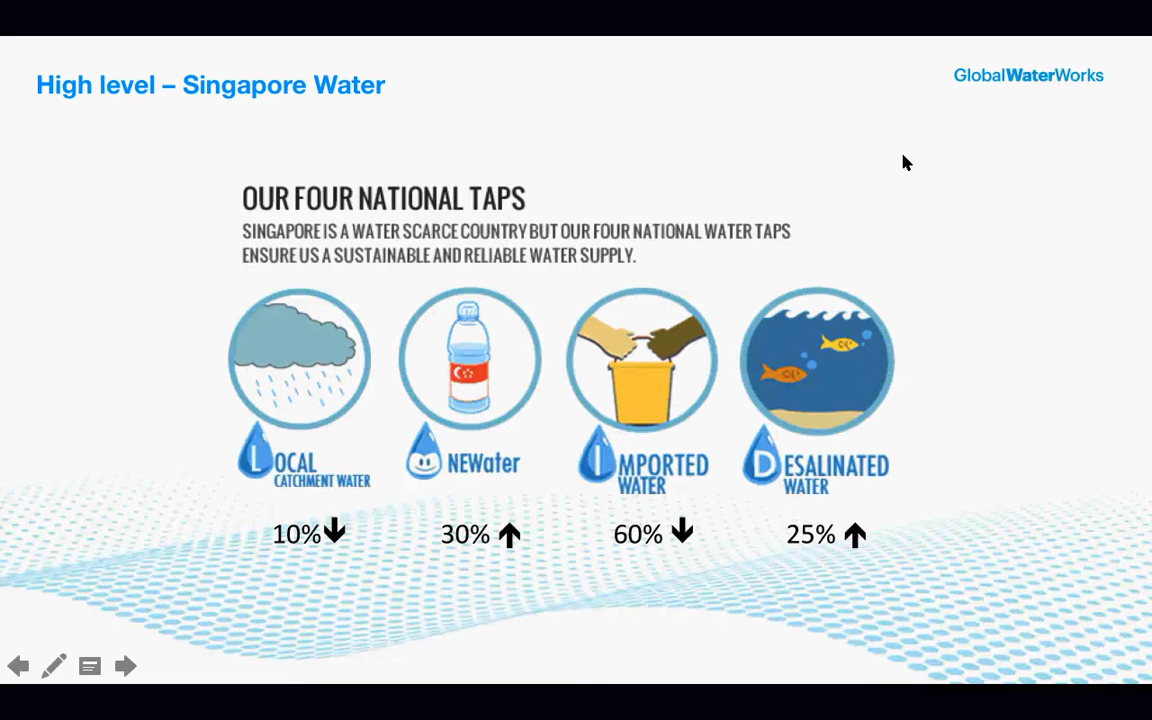 High level – Singapore Water
GlobalWaterWorks
OUR FOUR NATIONAL TAPS
SINGAPORE IS A WATER SCARCE COUNTRY BUT OUR FOUR NATIONAL WATER TAPS
ENSURE US A SUSTAINABLE AND RELIABLE WATER SUPPLY.
LOCAL
CATCHMENT WATER
NEWater
IMPORTED
WATER
DESALINATED
WATER
10% 30% 60% 25%